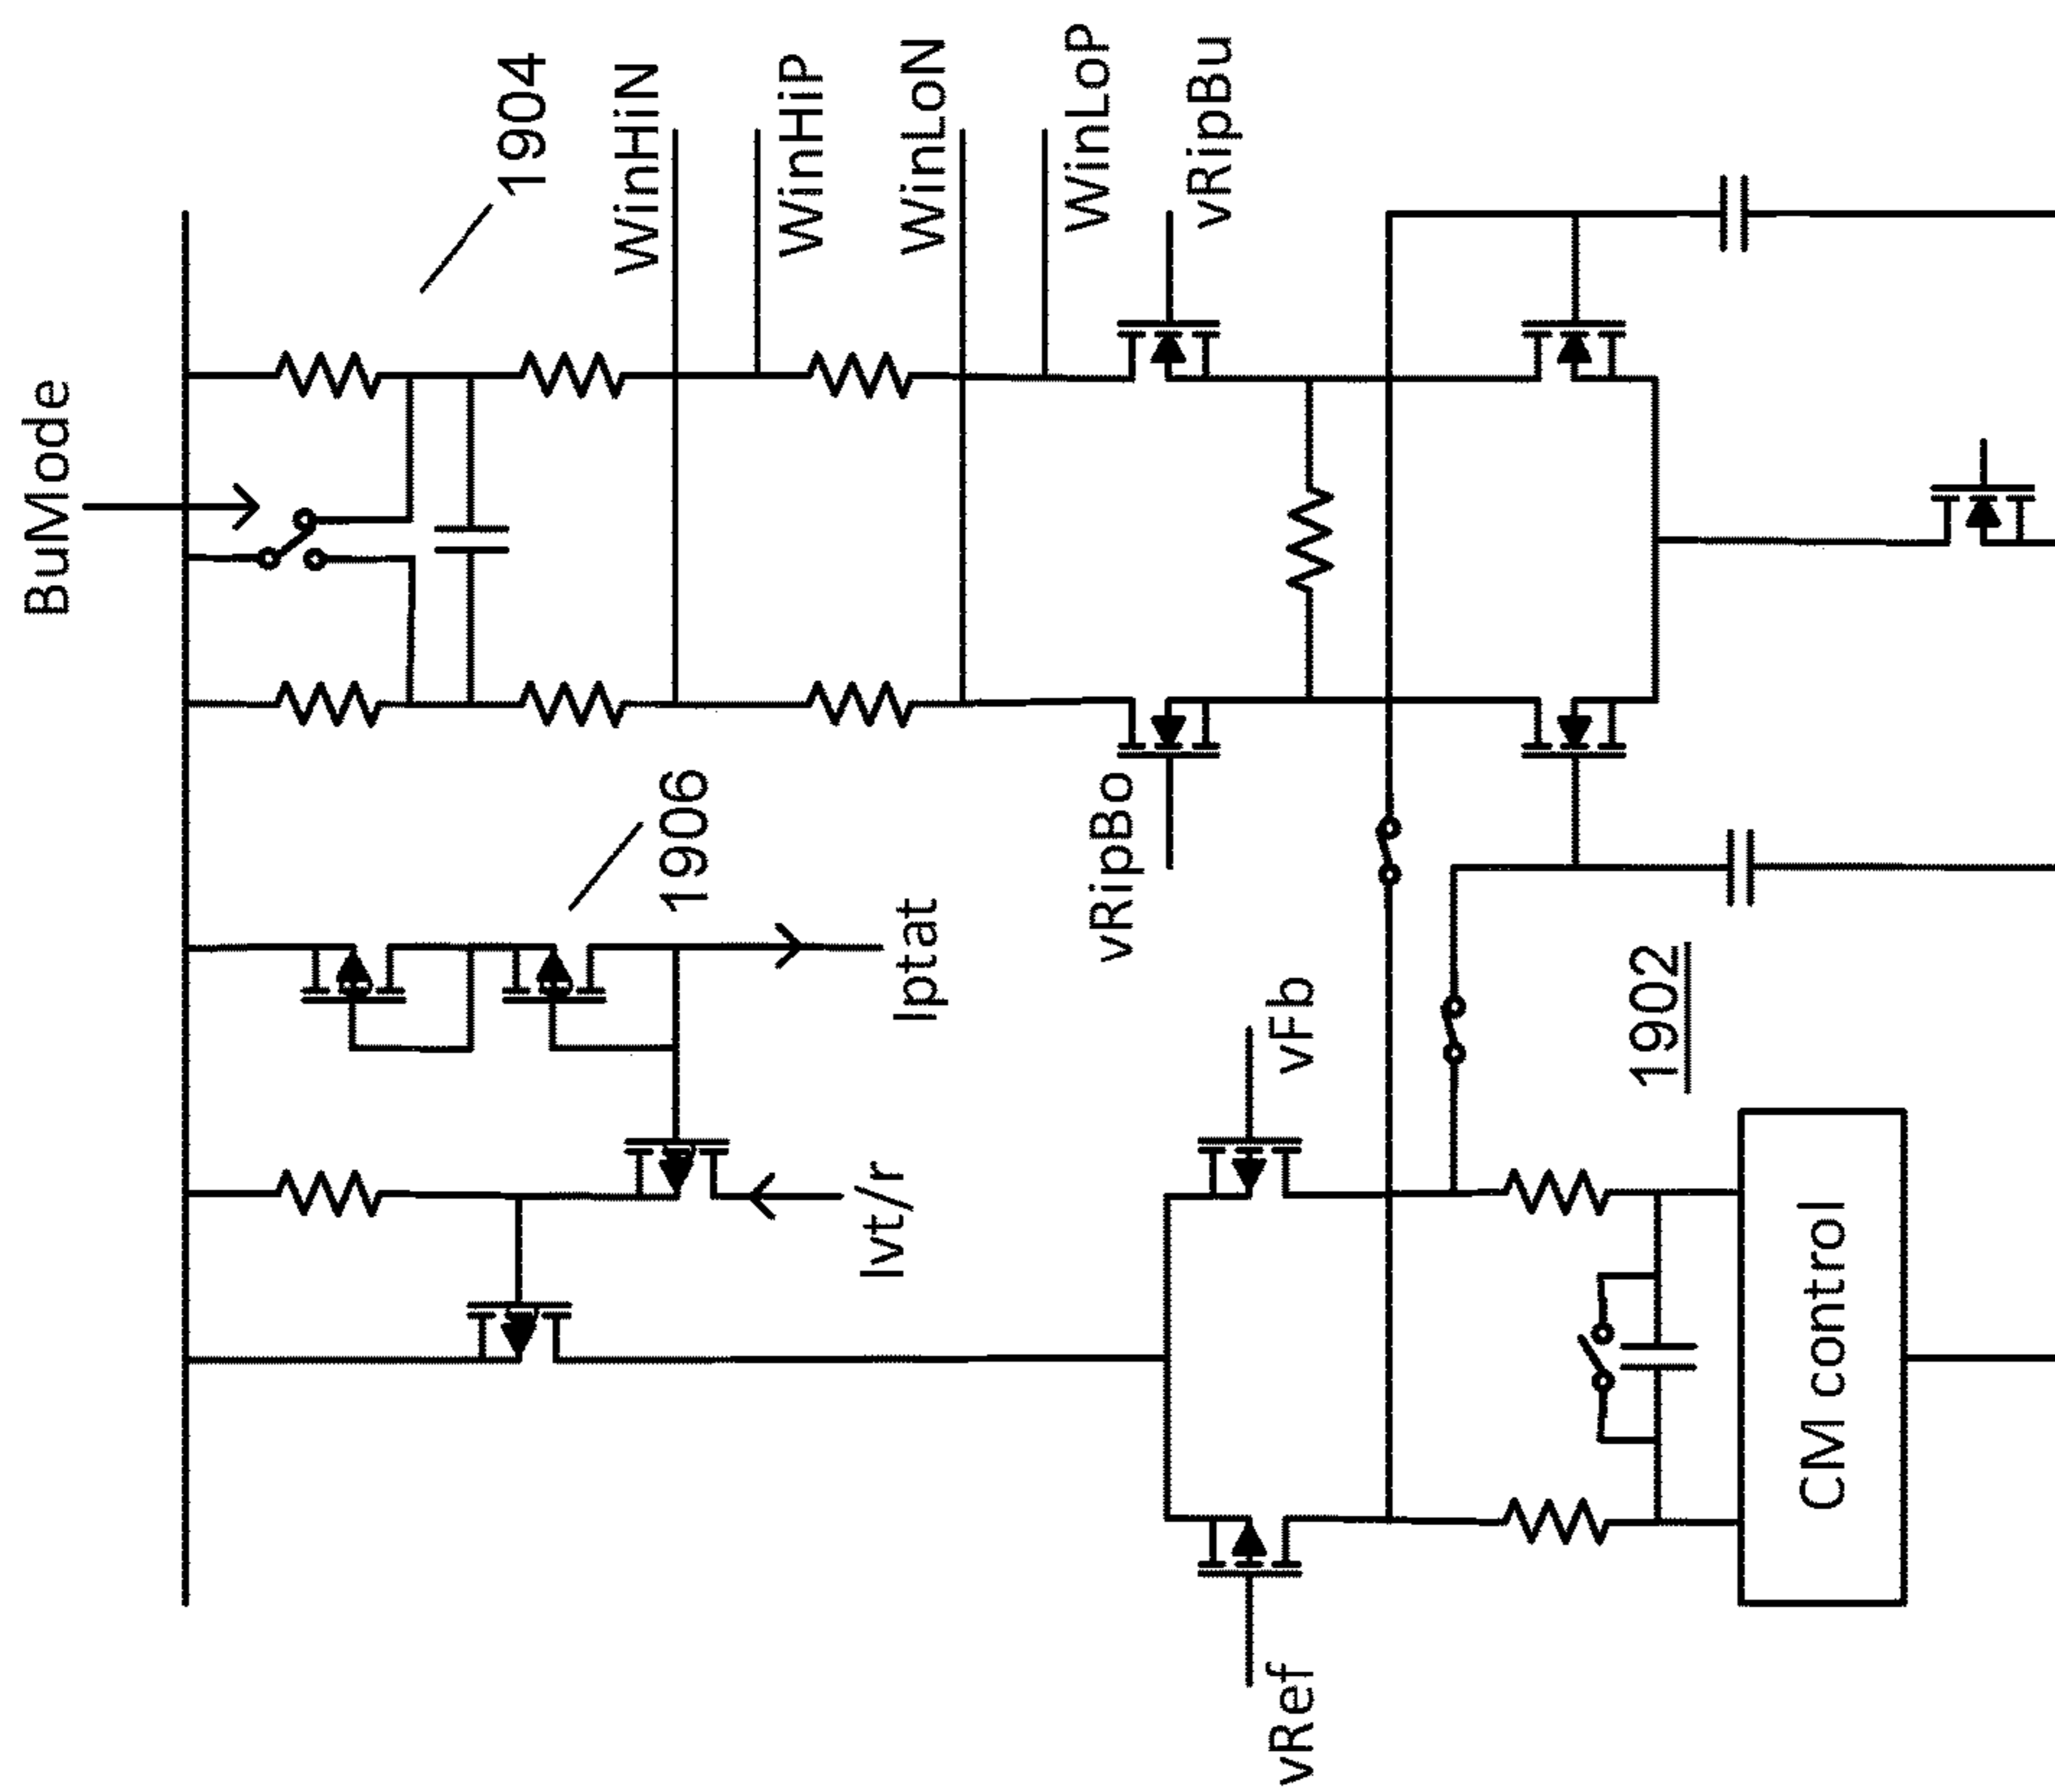 BuMode
1904
WinHiN
WinHiP
WinLoN
WinLoP
vRipBu
1906
Iptat
vRipBo
Ivt/r
vFb
1902
vRef
CM control